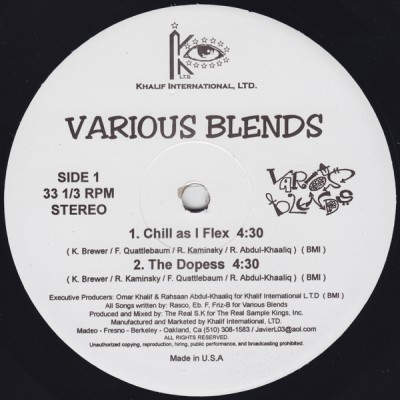 K K
L.T.D.
KHALIF INTERNATIONAL, LTD.
VARIOUS BLENDS
SIDE 1
33 1/3 RPM
STEREO
VARIOUS
BLENDS
1. Chill as I Flex 4:30
( K. Brewer / F. Quattlebaum / R. Kaminsky / R. Abdul-Khaaliq ) ( BMI )
2. The Dopess 4:30
( K. Brewer / R. Kaminsky / F. Quattlebaum / R. Abdul-Khaaliq ) ( BMI )
Executive Producers: Omar Khalif & Rahsaan Abdul-Khaaliq for Khalif International L.T.D ( BMI )
All Songs written by: Rasco, Eb. F, Friz-B for Various Blends
Produced and Mixed by: The Real S.K for The Real Sample Kings, Inc.
Manufactured and Marketed by Khalif International, LTD.
Madeo - Fresno - Berkeley - Oakland, Ca (510) 308-1583 / JavierL03@aol.com
ALL RIGHTS RESERVED.
Unauthorized copying, reproduction, hiring, public performance, and broadcasting prohibited.
Made in U.S.A